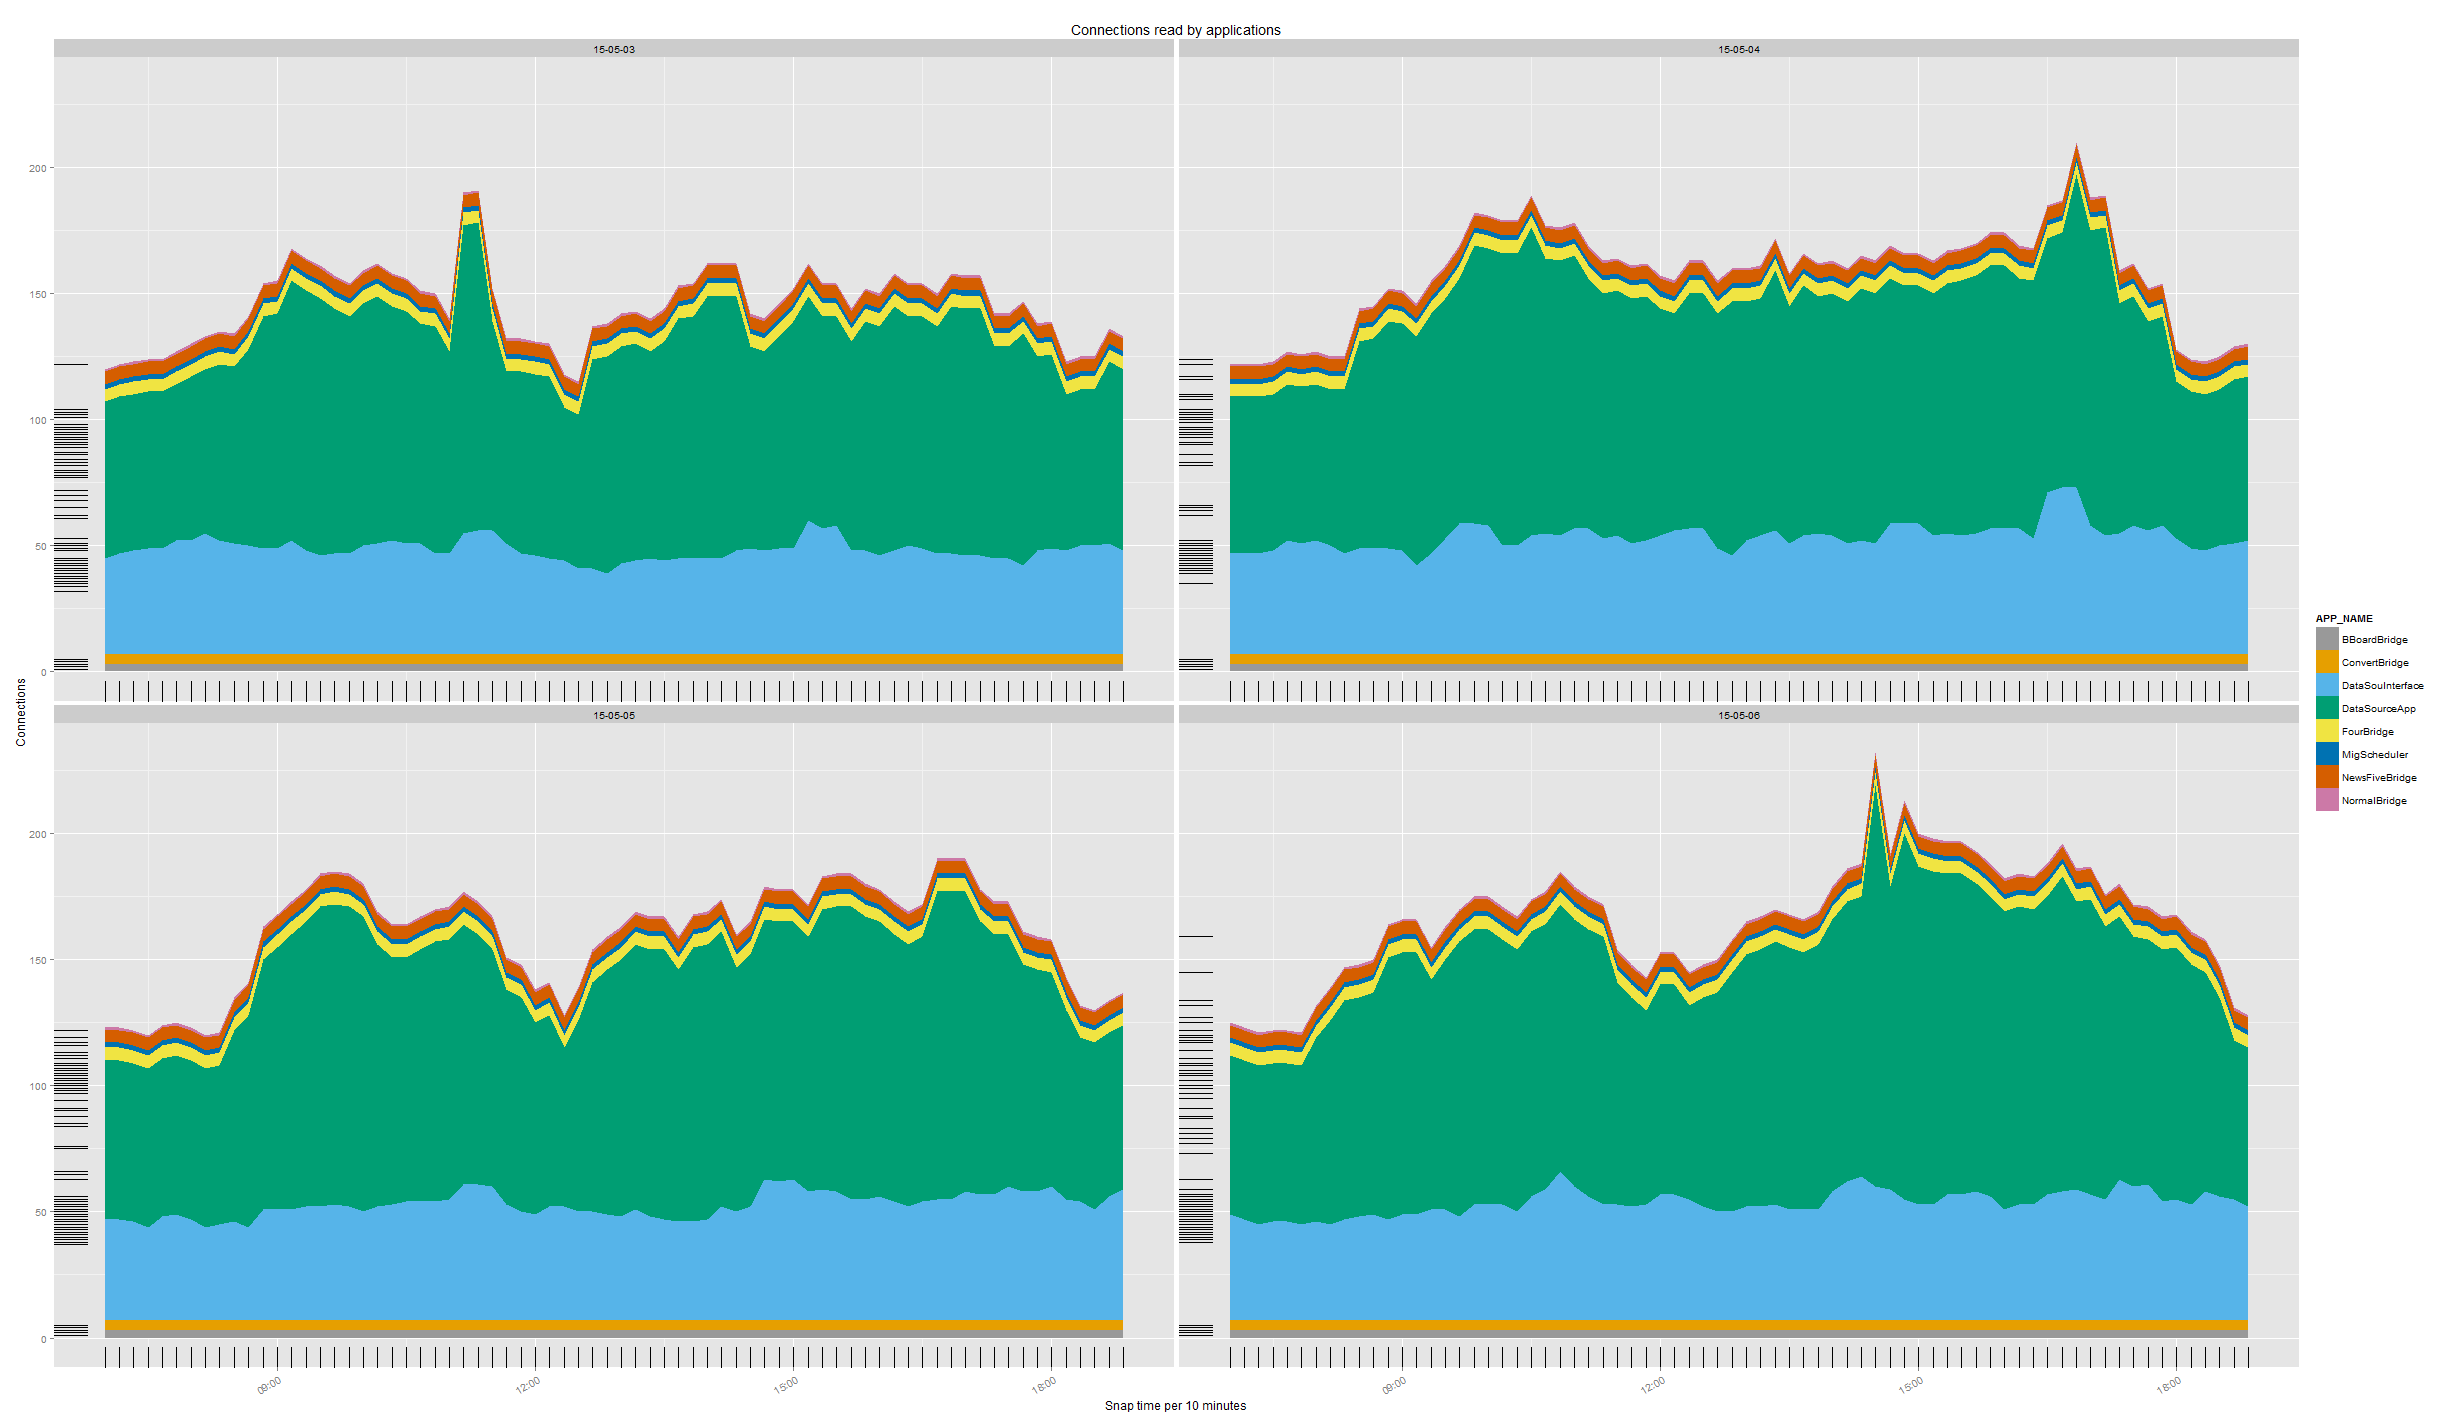 Connections read by applications
15-05-03
15-05-04
200
150
100
50
0
15-05-05
15-05-06
200
150
100
50
0
Connections
09:00
12:00
15:00
18:00
09:00
12:00
15:00
18:00
Snap time per 10 minutes
APP_NAME
BBoardBridge
ConvertBridge
DataSouInterface
DataSourceApp
FourBridge
MigScheduler
NewsFiveBridge
NormalBridge